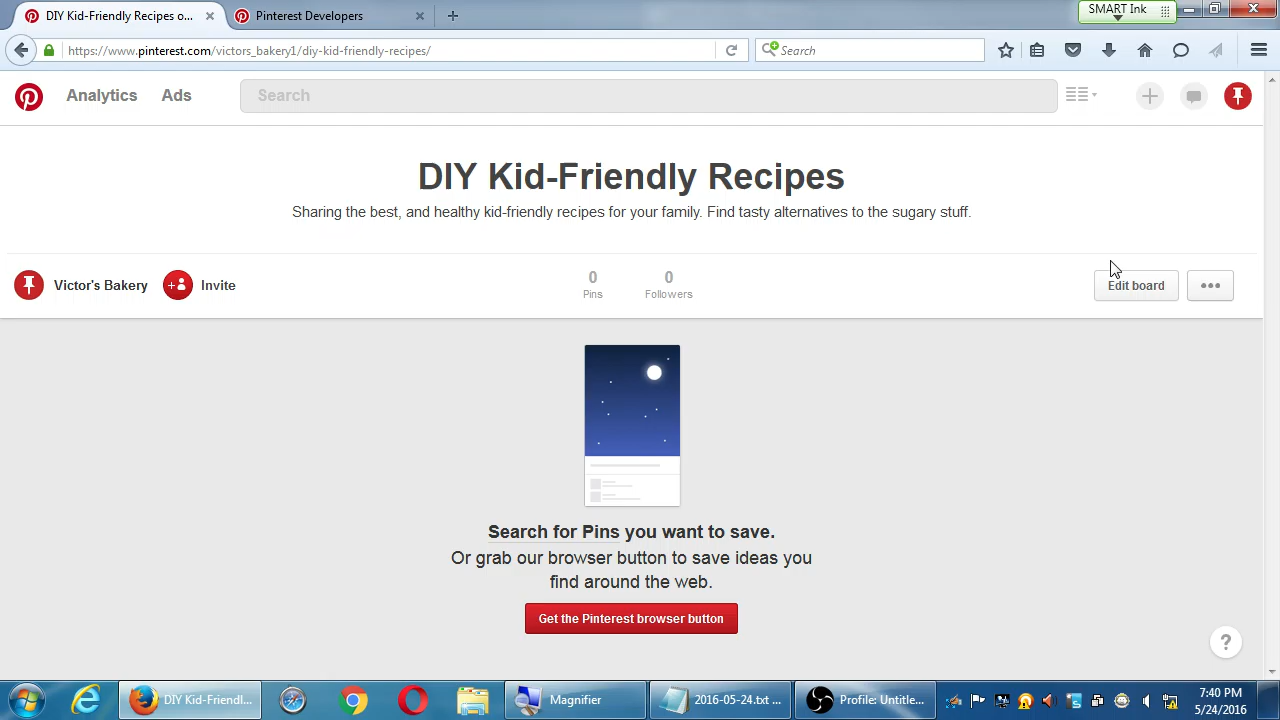 DIY Kid-Friendly Recipes o...
Pinterest Developers
SMART Ink
https://www.pinterest.com/victors_bakery1/diy-kid-friendly-recipes/
Search
Analytics
Ads
Search
DIY Kid-Friendly Recipes
Sharing the best, and healthy kid-friendly recipes for your family. Find tasty alternatives to the sugary stuff.
Victor's Bakery
Invite
0
Pins
0
Followers
Edit board
Search for Pins you want to save.
Or grab our browser button to save ideas you
find around the web.
Get the Pinterest browser button
?
DIY Kid-Friendl...
Magnifier
2016-05-24.txt ...
Profile: Untitle...
7:40 PM
5/24/2016